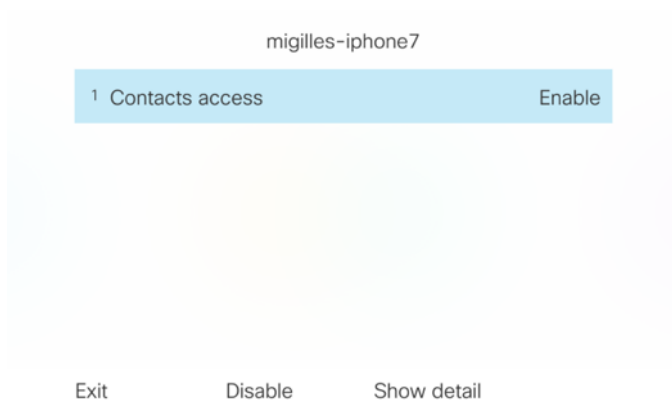 migilles-iphone7
1 Contacts access Enable
Exit Disable Show detail